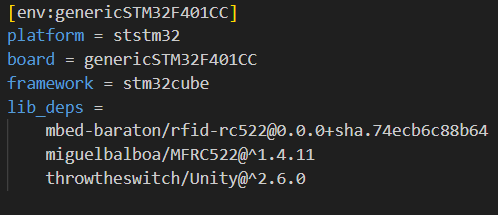 [env:genericSTM32F401CC]
platform = ststm32
board = genericSTM32F401CC
framework = stm32cube
lib_deps =
mbed-baraton/rfid-rc522@0.0.0+sha.74ecb6c88b64
miguelbalboa/MFRC522@^1.4.11
throwtheswitch/Unity@^2.6.0